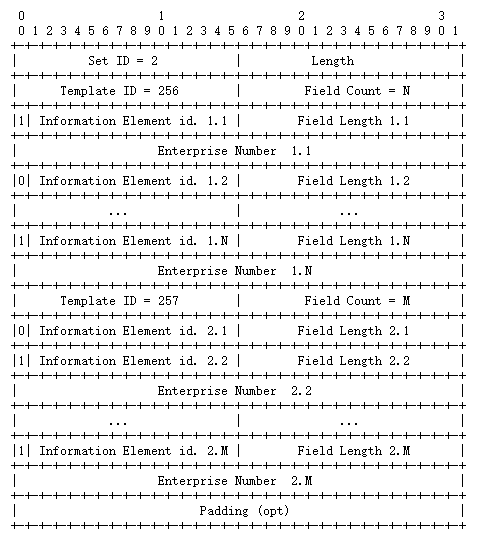 0                   1                   2                   3
 0 1 2 3 4 5 6 7 8 9 0 1 2 3 4 5 6 7 8 9 0 1 2 3 4 5 6 7 8 9 0 1
+-+-+-+-+-+-+-+-+-+-+-+-+-+-+-+-+-+-+-+-+-+-+-+-+-+-+-+-+-+-+-+-+
|          Set ID = 2           |          Length               |
+-+-+-+-+-+-+-+-+-+-+-+-+-+-+-+-+-+-+-+-+-+-+-+-+-+-+-+-+-+-+-+-+
|      Template ID = 256        |         Field Count = N       |
+-+-+-+-+-+-+-+-+-+-+-+-+-+-+-+-+-+-+-+-+-+-+-+-+-+-+-+-+-+-+-+-+
|1| Information Element id. 1.1 |        Field Length 1.1       |
+-+-+-+-+-+-+-+-+-+-+-+-+-+-+-+-+-+-+-+-+-+-+-+-+-+-+-+-+-+-+-+-+
|                    Enterprise Number  1.1                     |
+-+-+-+-+-+-+-+-+-+-+-+-+-+-+-+-+-+-+-+-+-+-+-+-+-+-+-+-+-+-+-+-+
|0| Information Element id. 1.2 |        Field Length 1.2       |
+-+-+-+-+-+-+-+-+-+-+-+-+-+-+-+-+-+-+-+-+-+-+-+-+-+-+-+-+-+-+-+-+
|             ...               |              ...              |
+-+-+-+-+-+-+-+-+-+-+-+-+-+-+-+-+-+-+-+-+-+-+-+-+-+-+-+-+-+-+-+-+
|1| Information Element id. 1.N |        Field Length 1.N       |
+-+-+-+-+-+-+-+-+-+-+-+-+-+-+-+-+-+-+-+-+-+-+-+-+-+-+-+-+-+-+-+-+
|                    Enterprise Number  1.N                     |
+-+-+-+-+-+-+-+-+-+-+-+-+-+-+-+-+-+-+-+-+-+-+-+-+-+-+-+-+-+-+-+-+
|      Template ID = 257        |         Field Count = M       |
+-+-+-+-+-+-+-+-+-+-+-+-+-+-+-+-+-+-+-+-+-+-+-+-+-+-+-+-+-+-+-+-+
|0| Information Element id. 2.1 |        Field Length 2.1       |
+-+-+-+-+-+-+-+-+-+-+-+-+-+-+-+-+-+-+-+-+-+-+-+-+-+-+-+-+-+-+-+-+
|1| Information Element id. 2.2 |        Field Length 2.2       |
+-+-+-+-+-+-+-+-+-+-+-+-+-+-+-+-+-+-+-+-+-+-+-+-+-+-+-+-+-+-+-+-+
|                    Enterprise Number  2.2                     |
+-+-+-+-+-+-+-+-+-+-+-+-+-+-+-+-+-+-+-+-+-+-+-+-+-+-+-+-+-+-+-+-+
|             ...               |              ...              |
+-+-+-+-+-+-+-+-+-+-+-+-+-+-+-+-+-+-+-+-+-+-+-+-+-+-+-+-+-+-+-+-+
|1| Information Element id. 2.M |        Field Length 2.M       |
+-+-+-+-+-+-+-+-+-+-+-+-+-+-+-+-+-+-+-+-+-+-+-+-+-+-+-+-+-+-+-+-+
|                    Enterprise Number  2.M                     |
+-+-+-+-+-+-+-+-+-+-+-+-+-+-+-+-+-+-+-+-+-+-+-+-+-+-+-+-+-+-+-+-+
|                          Padding (opt)                        |
+-+-+-+-+-+-+-+-+-+-+-+-+-+-+-+-+-+-+-+-+-+-+-+-+-+-+-+-+-+-+-+-+